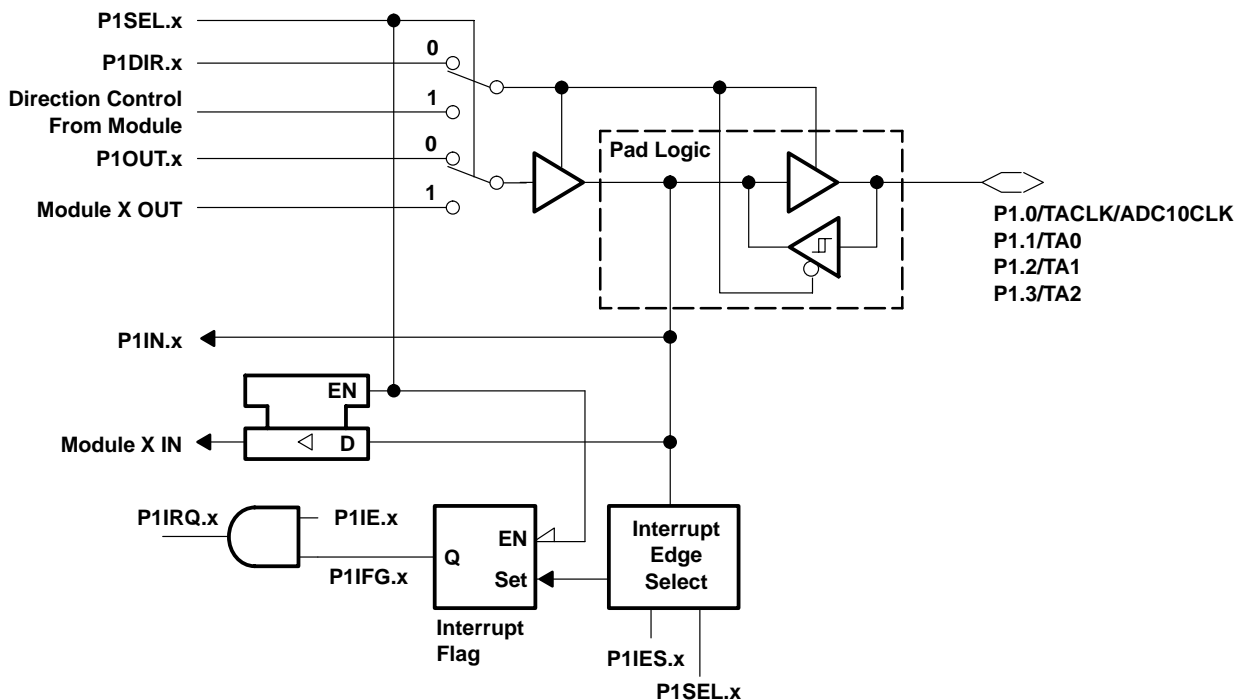 P1SEL.x
0
P1DIR.x
Direction Control
From Module
1
0
P1OUT.x
Pad Logic
1
Module X OUT
P1.0/TACLK/ADC10CLK
P1.1/TA0
P1.2/TA1
P1.3/TA2
P1IN.x
EN
Module X IN
D
P1IRQ.x
P1IE.x
P1IFG.x
EN
Q
Set
Interrupt
Flag
Interrupt
Edge
Select
P1IES.x
P1SEL.x